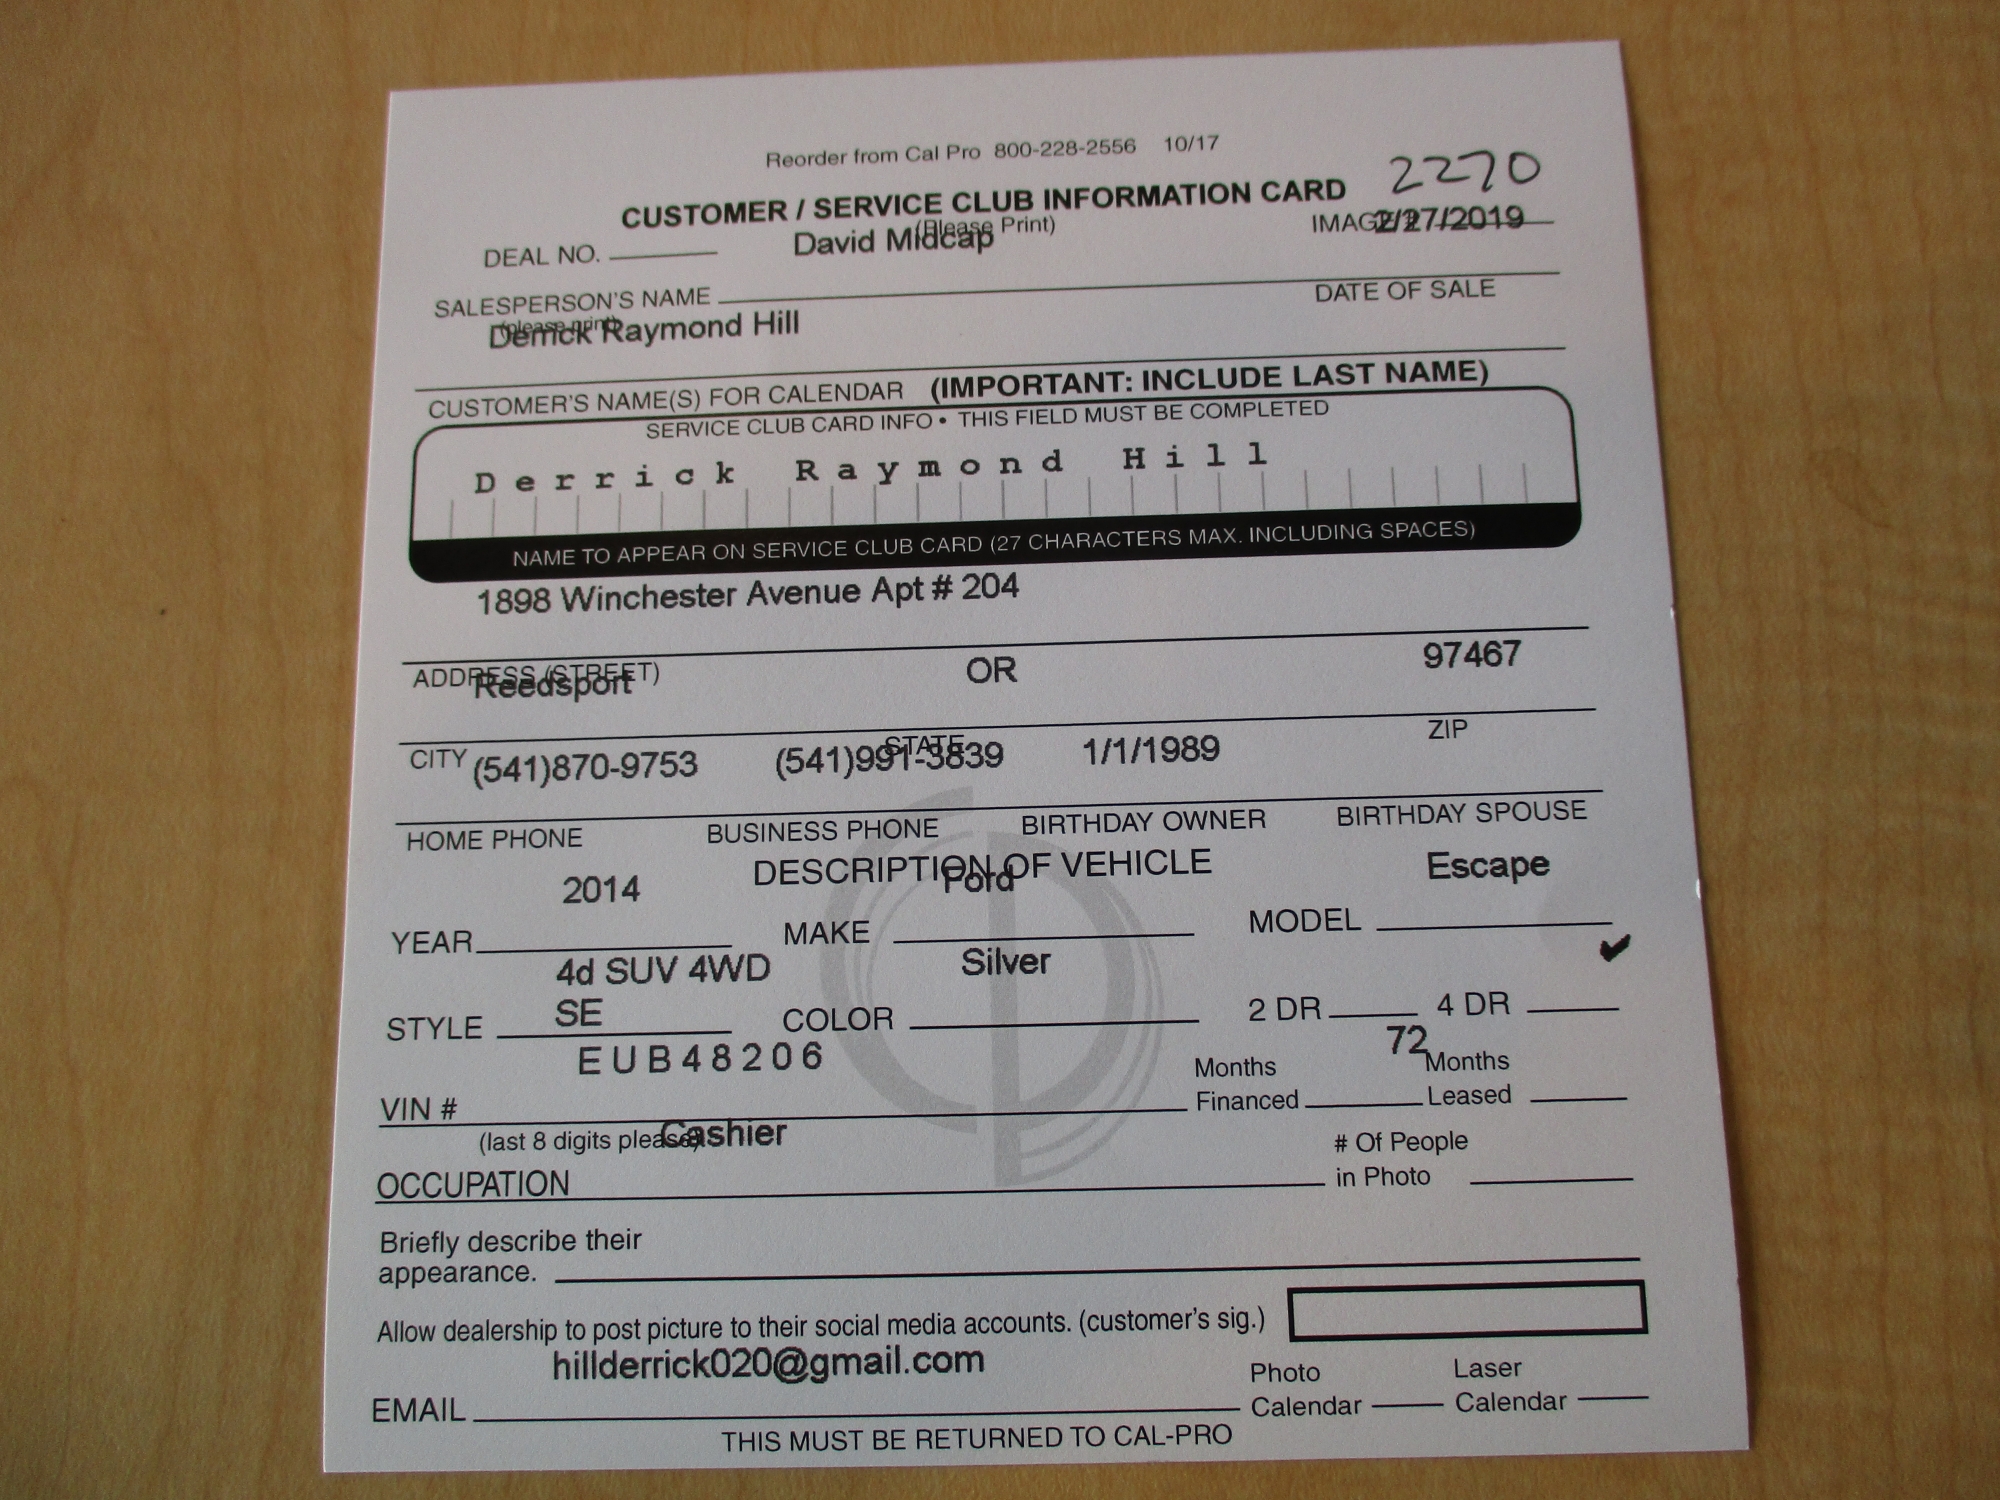 Reorder from Cal Pro 800-228-2556 10/17
2270
CUSTOMER / SERVICE CLUB INFORMATION CARD
(Please Print)
IMAGE# 2/27/2019
DEAL NO. David Midcap
SALESPERSON'S NAME DATE OF SALE
(please print)
Derrick Raymond Hill
CUSTOMER'S NAME(S) FOR CALENDAR (IMPORTANT: INCLUDE LAST NAME)
SERVICE CLUB CARD INFO • THIS FIELD MUST BE COMPLETED
Derrick Raymond Hill
NAME TO APPEAR ON SERVICE CLUB CARD (27 CHARACTERS MAX. INCLUDING SPACES)
1898 Winchester Avenue Apt # 204
ADDRESS (STREET)
Reedsport OR 97467
CITY STATE ZIP
(541)870-9753 (541)991-3839 1/1/1989
HOME PHONE BUSINESS PHONE BIRTHDAY OWNER BIRTHDAY SPOUSE
DESCRIPTION OF VEHICLE
2014 Ford Escape
YEAR MAKE MODEL
4d SUV 4WD Silver ✔
SE
STYLE COLOR 2 DR 4 DR
EUB48206 72
Months Months
VIN # Financed Leased
(last 8 digits please) Cashier # Of People
OCCUPATION in Photo
Briefly describe their
appearance.
Allow dealership to post picture to their social media accounts. (customer's sig.)
hillderrick020@gmail.com Photo Laser
EMAIL Calendar Calendar
THIS MUST BE RETURNED TO CAL-PRO